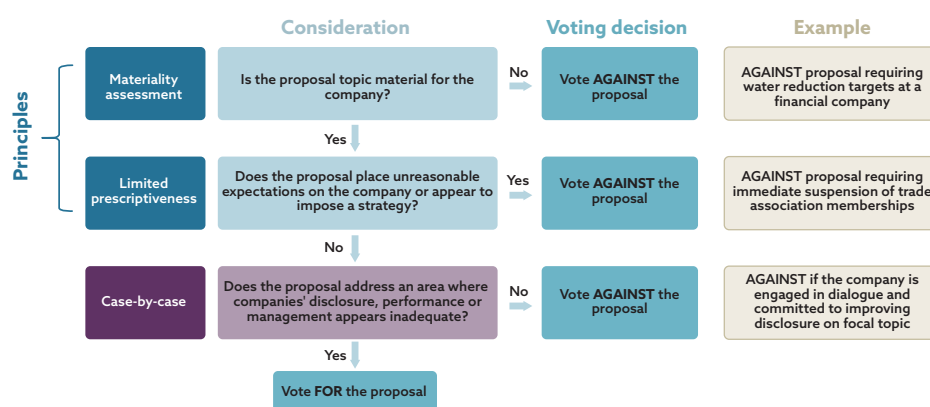 Consideration
Voting decision
Example
Principles
Materiality
assessment
Is the proposal topic material for the
company?
No
Vote AGAINST the
proposal
AGAINST proposal requiring
water reduction targets at a
financial company
Yes
Limited
prescriptiveness
Does the proposal place unreasonable
expectations on the company or appear to
impose a strategy?
Yes
Vote AGAINST the
proposal
AGAINST proposal requiring
immediate suspension of trade
association memberships
No
Case-by-case
Does the proposal address an area where
companies' disclosure, performance or
management appears inadequate?
No
Vote AGAINST the
proposal
AGAINST if the company is
engaged in dialogue and
committed to improving
disclosure on focal topic
Yes
Vote FOR the proposal